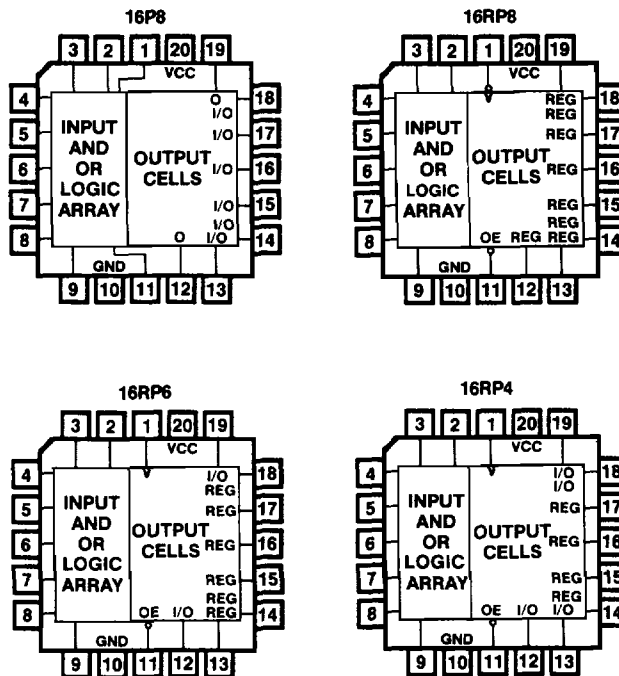 16P8
3 2 1 20 19
VCC
4 O 18
I/O
5 INPUT AND OR LOGIC ARRAY OUTPUT CELLS I/O 17
6 I/O 16
7 I/O 15
I/O
8 O I/O 14
GND
9 10 11 12 13
16RP8
3 2 1 20 19
VCC
4 REG 18
REG
5 INPUT AND OR LOGIC ARRAY OUTPUT CELLS REG 17
6 REG 16
7 REG 15
REG
8 OE REG REG 14
GND
9 10 11 12 13
16RP6
3 2 1 20 19
VCC
4 I/O 18
REG
5 INPUT AND OR LOGIC ARRAY OUTPUT CELLS REG 17
6 REG 16
7 REG 15
REG
8 OE I/O REG 14
GND
9 10 11 12 13
16RP4
3 2 1 20 19
VCC
4 I/O 18
I/O
5 INPUT AND OR LOGIC ARRAY OUTPUT CELLS REG 17
6 REG 16
7 REG 15
REG
8 OE I/O I/O 14
GND
9 10 11 12 13